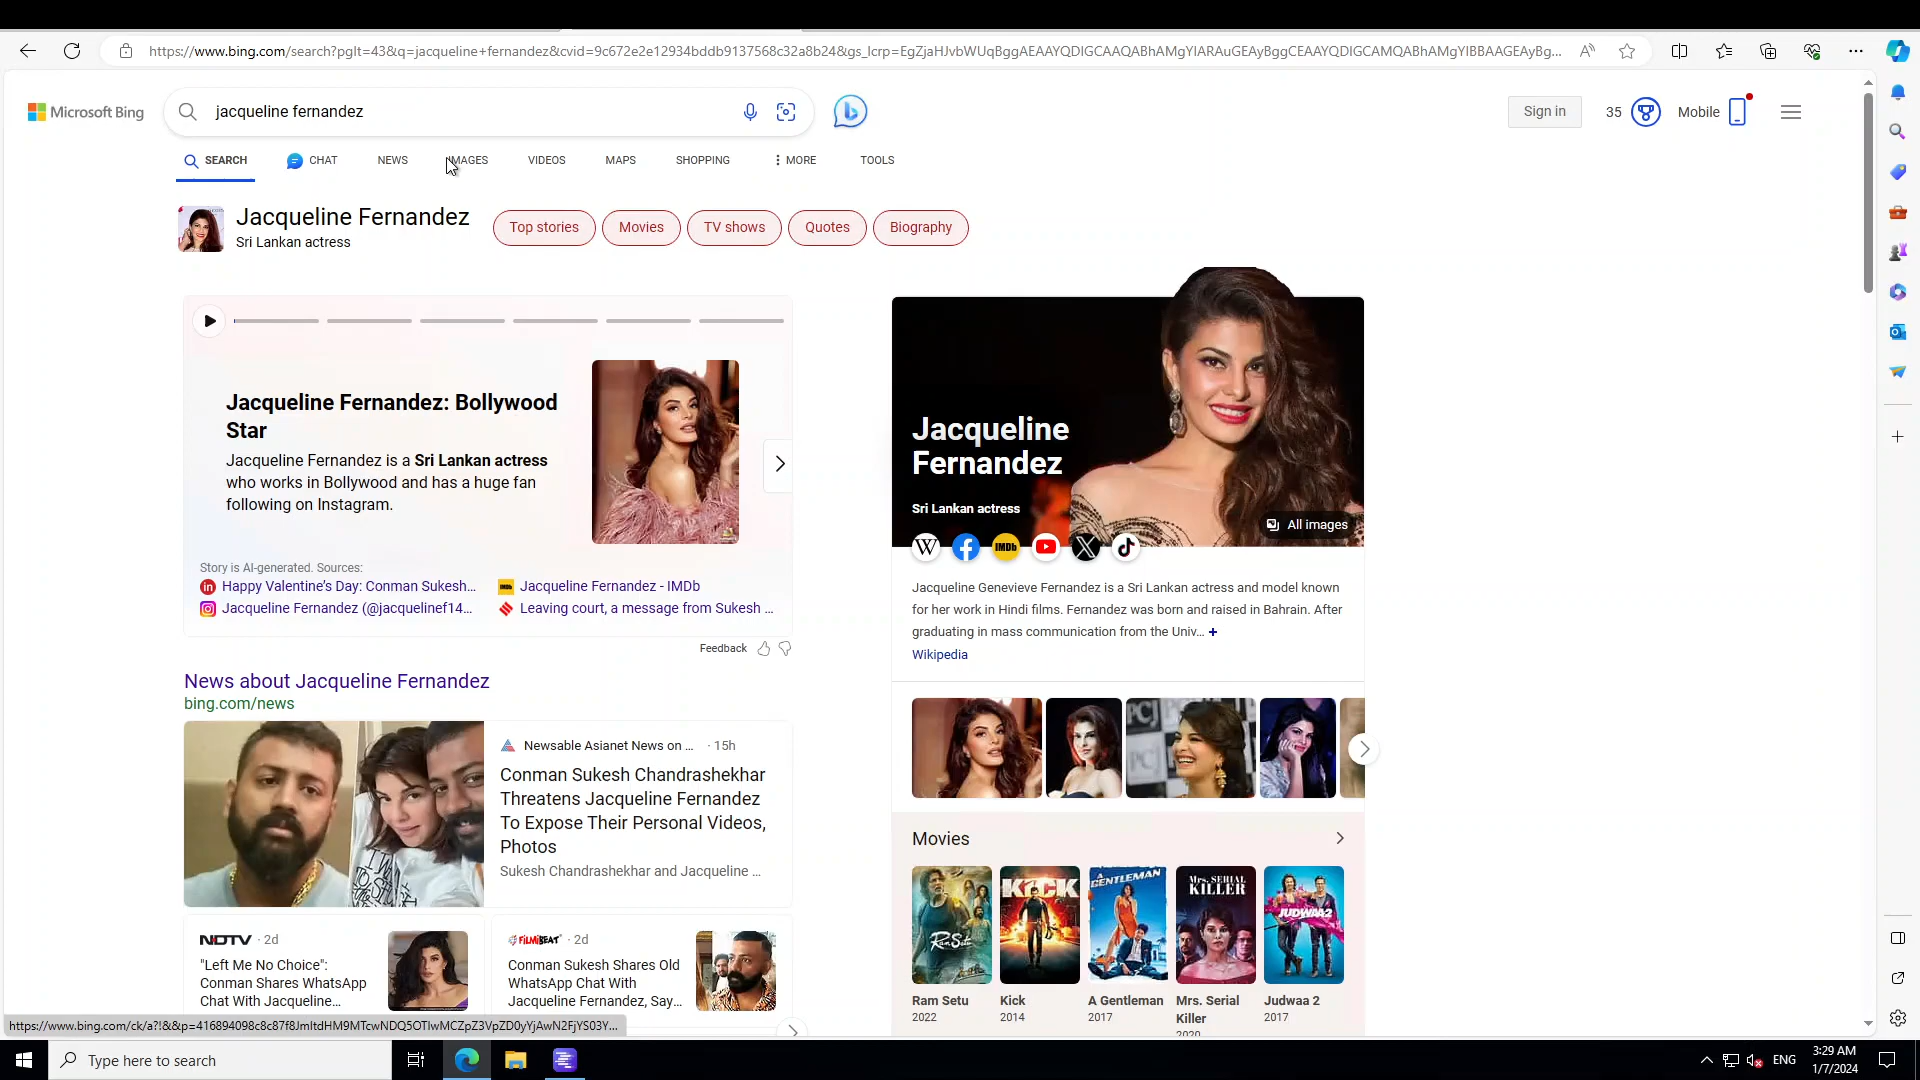 https://www.bing.com/search?pglt=43&q=jacqueline+fernandez&cvid=9c672e2e12934bddb9137568c32a8b24&gs_lcrp=EgZjaHJvbWUqBggAEAAYQDIGCAAQABhAMgYIARAuGEAyBggCEAAYQDIGCAMQABhAMgYIBBAAGEAyBg...
Microsoft Bing
jacqueline fernandez
Sign in
35
Mobile
SEARCH
CHAT
NEWS
IMAGES
VIDEOS
MAPS
SHOPPING
MORE
TOOLS
Jacqueline Fernandez
Sri Lankan actress
Top stories
Movies
TV shows
Quotes
Biography
Jacqueline Fernandez: Bollywood
Star
Jacqueline Fernandez is a Sri Lankan actress
who works in Bollywood and has a huge fan
following on Instagram.
Story is AI-generated. Sources:
Happy Valentine's Day: Conman Sukesh...
Jacqueline Fernandez - IMDb
Jacqueline Fernandez (@jacquelinef14...
Leaving court, a message from Sukesh ...
Feedback
News about Jacqueline Fernandez
bing.com/news
Newsable Asianet News on ... · 15h
Conman Sukesh Chandrashekhar
Threatens Jacqueline Fernandez
To Expose Their Personal Videos,
Photos
Sukesh Chandrashekhar and Jacqueline ...
NDTV · 2d
"Left Me No Choice":
Conman Shares WhatsApp
Chat With Jacqueline...
FILMIBEAT · 2d
Conman Sukesh Shares Old
WhatsApp Chat With
Jacqueline Fernandez, Say...
Jacqueline
Fernandez
Sri Lankan actress
All images
W
IMDb
Jacqueline Genevieve Fernandez is a Sri Lankan actress and model known
for her work in Hindi films. Fernandez was born and raised in Bahrain. After
graduating in mass communication from the Univ... +
Wikipedia
PCJ
PC
Movies
Ram Setu
KICK
A GENTLEMAN
Mrs. SERIAL KILLER
JUDWAA2
Ram Setu
2022
Kick
2014
A Gentleman
2017
Mrs. Serial
Killer
2020
Judwaa 2
2017
Type here to search
ENG
3:29 AM
1/7/2024